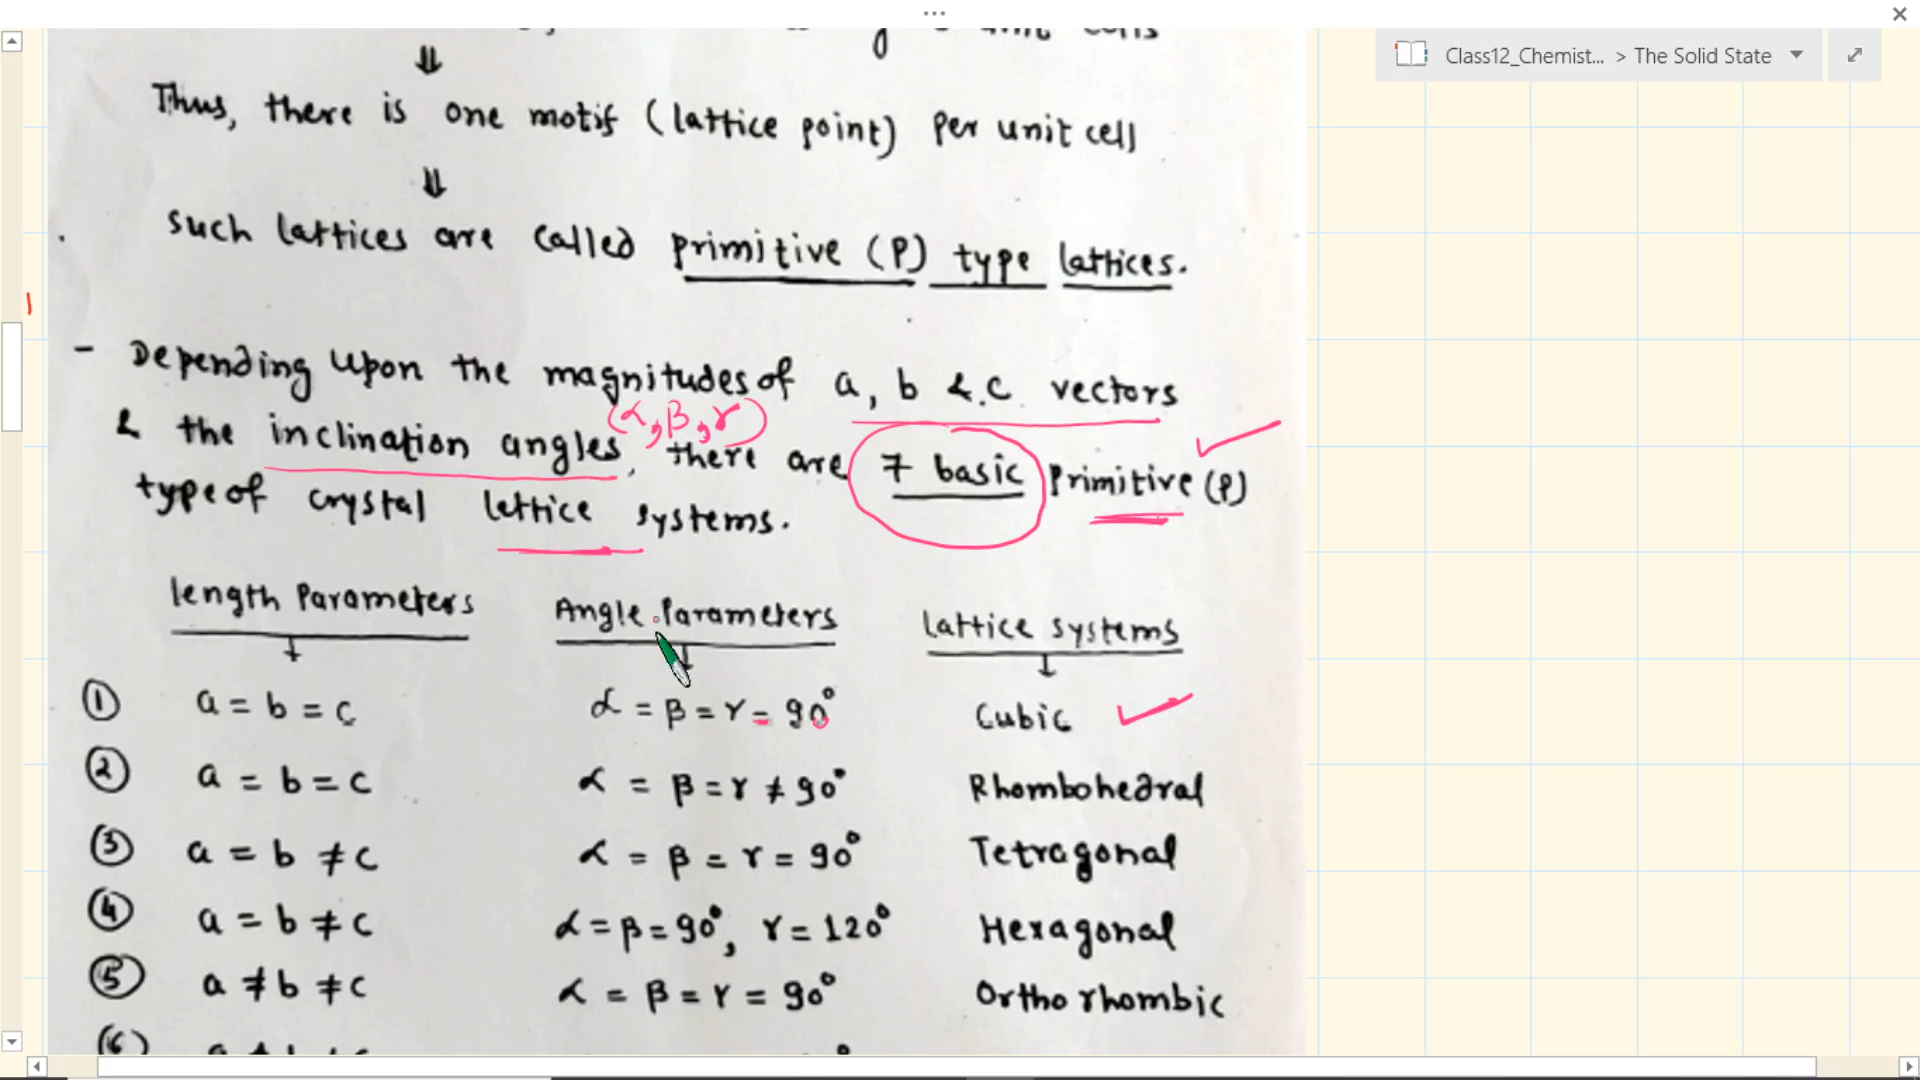 Class12_Chemist... > The Solid State
Thus, there is one motif (lattice point) per unit cell
⇓
such lattices are called primitive (P) type lattices.
- Depending upon the magnitudes of a, b & c vectors
(α, β, γ)
& the inclination angles, there are 7 basic primitive (P)
type of crystal lettice systems.
length Parameters Angle Parameters Lattice systems
① a = b = c α = β = γ = 90° Cubic ✓
② a = b = c α = β = γ ≠ 90° Rhombohedral
③ a = b ≠ c α = β = γ = 90° Tetragonal
④ a = b ≠ c α = β = 90°, γ = 120° Hexagonal
⑤ a ≠ b ≠ c α = β = γ = 90° Orthorhombic